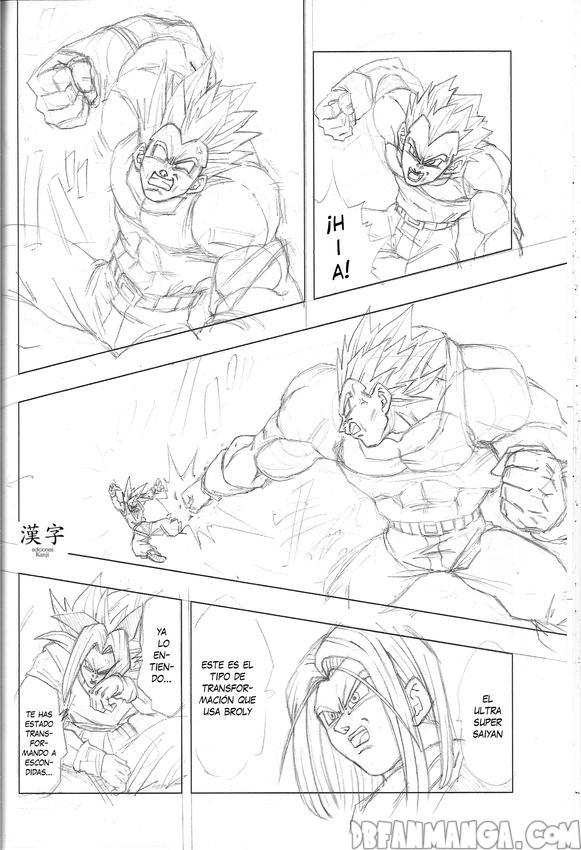 ¡H
I
A!
漢字
ediciones
Kanji
EL
ULTRA
SUPER
SAIYAN
ESTE ES EL
TIPO DE
TRANSFOR-
MACIÓN QUE
USA BROLY
YA
LO
EN-
TIEN-
DO...
TE HAS
ESTADO
TRANS-
FOR-
MANDO A
ESCON-
DIDAS...
DBFANMANGA.COM